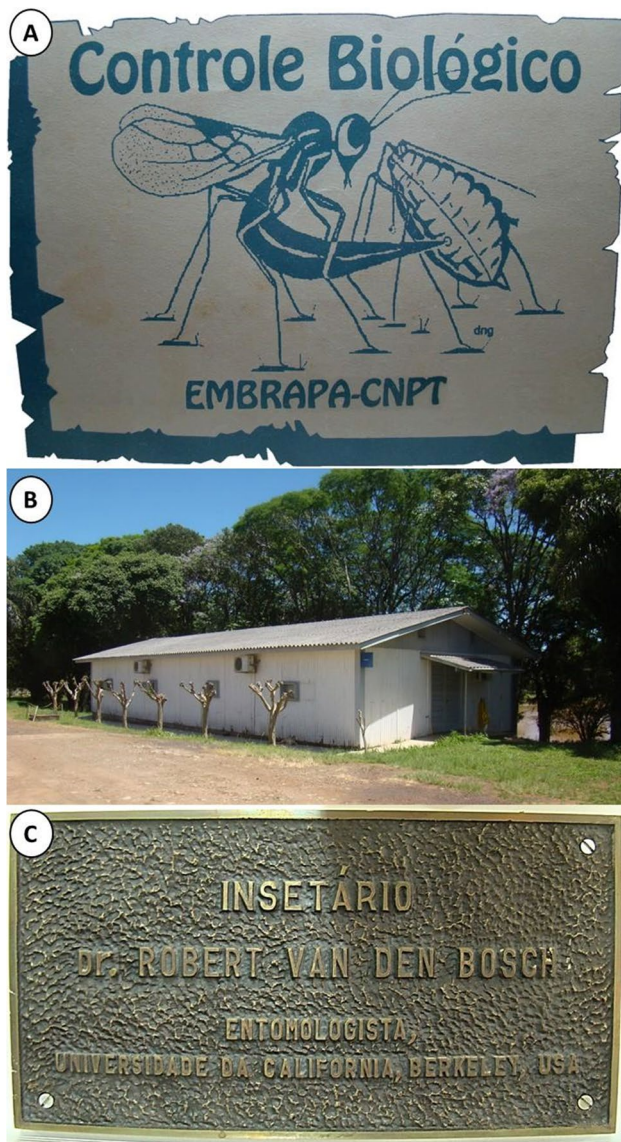 A
Controle Biológico
dng
EMBRAPA-CNPT
B
C
INSETÁRIO
Dr. ROBERT VAN DEN BOSCH
ENTOMOLOGISTA,
UNIVERSIDADE DA CALIFORNIA, BERKELEY, USA